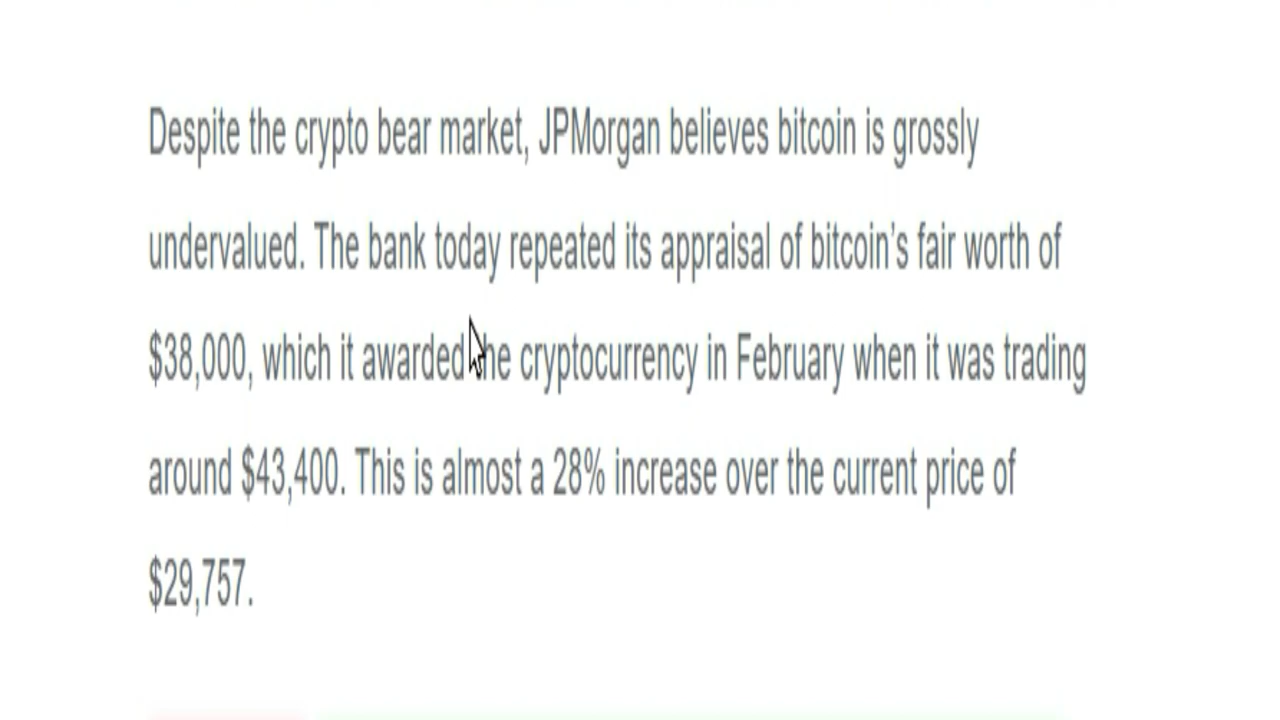 Despite the crypto bear market, JPMorgan believes bitcoin is grossly
undervalued. The bank today repeated its appraisal of bitcoin’s fair worth of
$38,000, which it awarded the cryptocurrency in February when it was trading
around $43,400. This is almost a 28% increase over the current price of
$29,757.